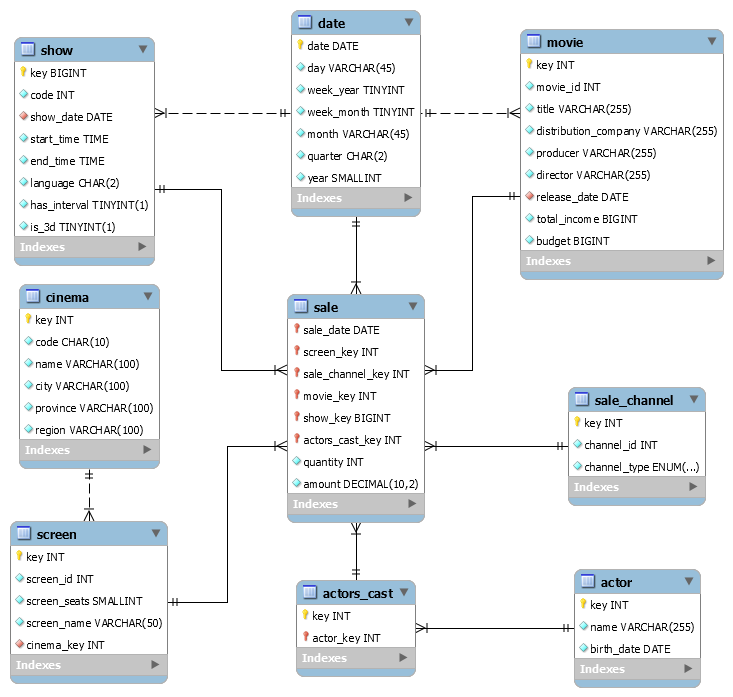 show
key BIGINT
code INT
show_date DATE
start_time TIME
end_time TIME
language CHAR(2)
has_interval TINYINT(1)
is_3d TINYINT(1)
Indexes
date
date DATE
day VARCHAR(45)
week_year TINYINT
week_month TINYINT
month VARCHAR(45)
quarter CHAR(2)
year SMALLINT
Indexes
movie
key INT
movie_id INT
title VARCHAR(255)
distribution_company VARCHAR(255)
producer VARCHAR(255)
director VARCHAR(255)
release_date DATE
total_income BIGINT
budget BIGINT
Indexes
cinema
key INT
code CHAR(10)
name VARCHAR(100)
city VARCHAR(100)
province VARCHAR(100)
region VARCHAR(100)
Indexes
sale
sale_date DATE
screen_key INT
sale_channel_key INT
movie_key INT
show_key BIGINT
actors_cast_key INT
quantity INT
amount DECIMAL(10,2)
Indexes
sale_channel
key INT
channel_id INT
channel_type ENUM(...)
Indexes
screen
key INT
screen_id INT
screen_seats SMALLINT
screen_name VARCHAR(50)
cinema_key INT
Indexes
actors_cast
key INT
actor_key INT
Indexes
actor
key INT
name VARCHAR(255)
birth_date DATE
Indexes